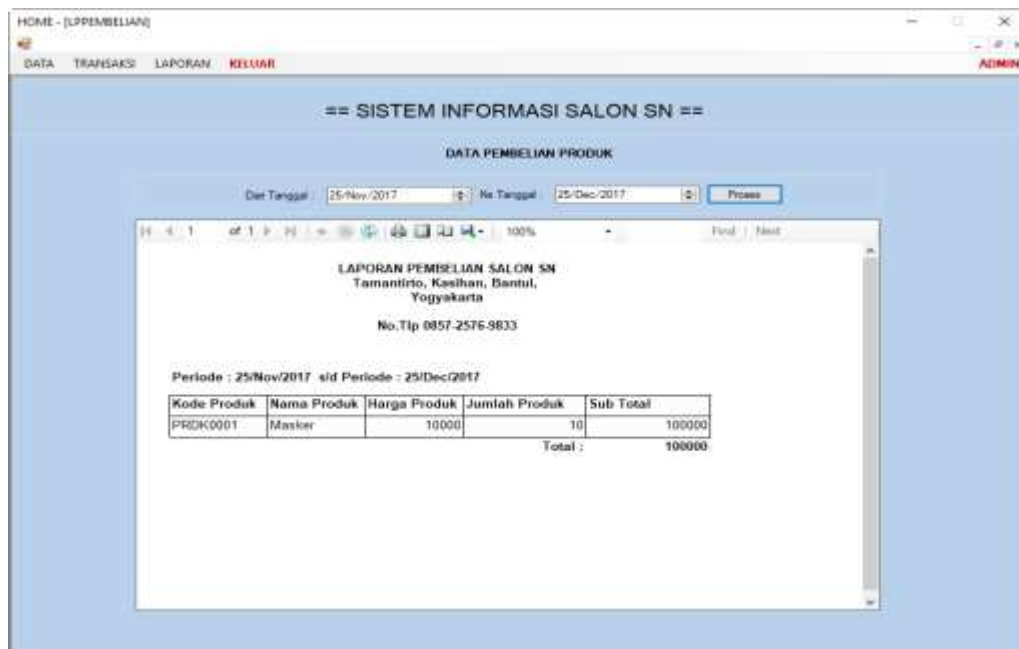 HOME - [LPPEMBELIAN]
DATA TRANSAKSI LAPORAN KELUAR ADMIN
== SISTEM INFORMASI SALON SN ==
DATA PEMBELIAN PRODUK
Dari Tanggal : 25/Nov/2017 Ke Tanggal : 25/Dec/2017 Proses
1 of 1 100% Find | Next
LAPORAN PEMBELIAN SALON SN
Tamantirto, Kasihan, Bantul,
Yogyakarta
No.Tlp 0857-2576-9833
Periode : 25/Nov/2017 s/d Periode : 25/Dec/2017
Kode Produk Nama Produk Harga Produk Jumlah Produk Sub Total
PRDK0001 Masker 10000 10 100000
Total : 100000